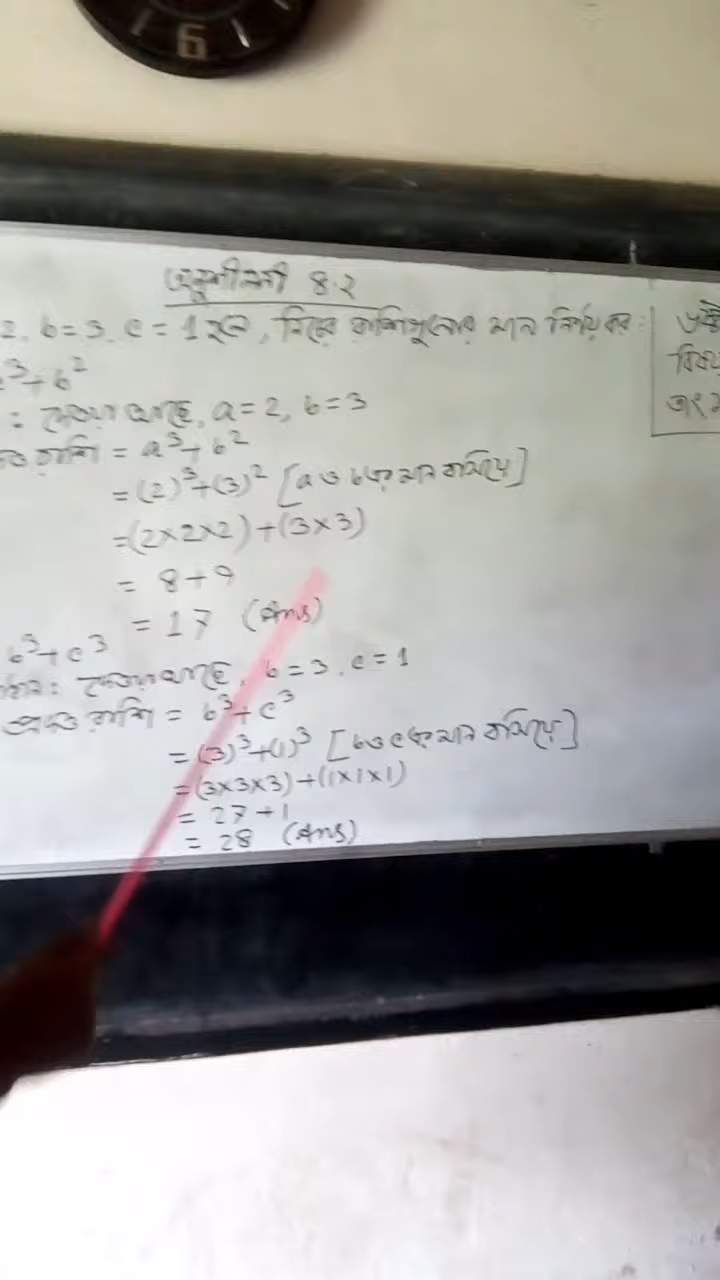 6
অনুশীলনী ৪.২
2, b=3, c=1 হলে, নিচের রাশিগুলোর মান নির্ণয় কর:
³+b²
: দেওয়া আছে, a=2, b=3
রাশি = a³+b²
= (2)³+(3)² [a ও b এর মান বসিয়ে]
=(2×2×2)+(3×3)
= 8+9
= 17 (Ans)
b³+c³
: দেওয়া আছে, b=3, c=1
প্রদত্ত রাশি = b³+c³
= (3)³+(1)³ [b ও c এর মান বসিয়ে]
=(3×3×3)+(1×1×1)
= 27+1
= 28 (Ans)